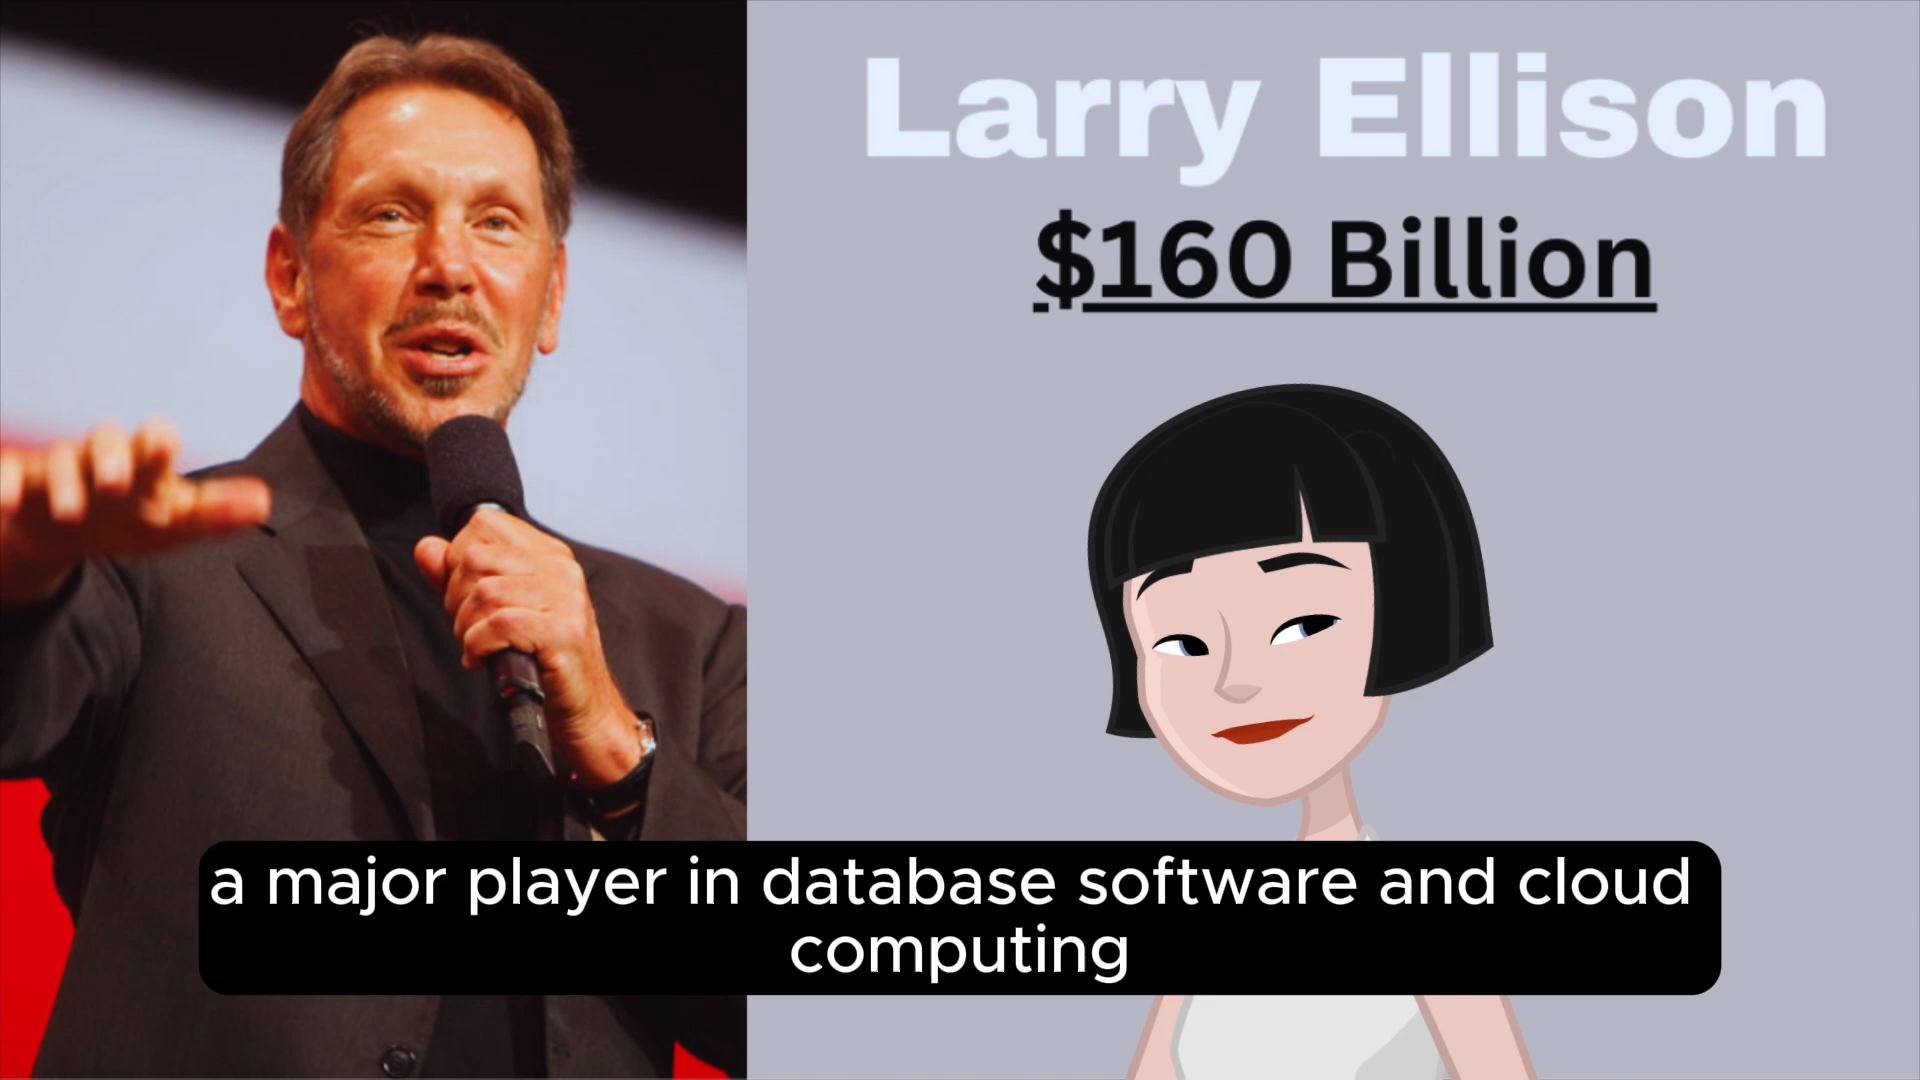 Larry Ellison
$160 Billion
a major player in database software and cloud
computing